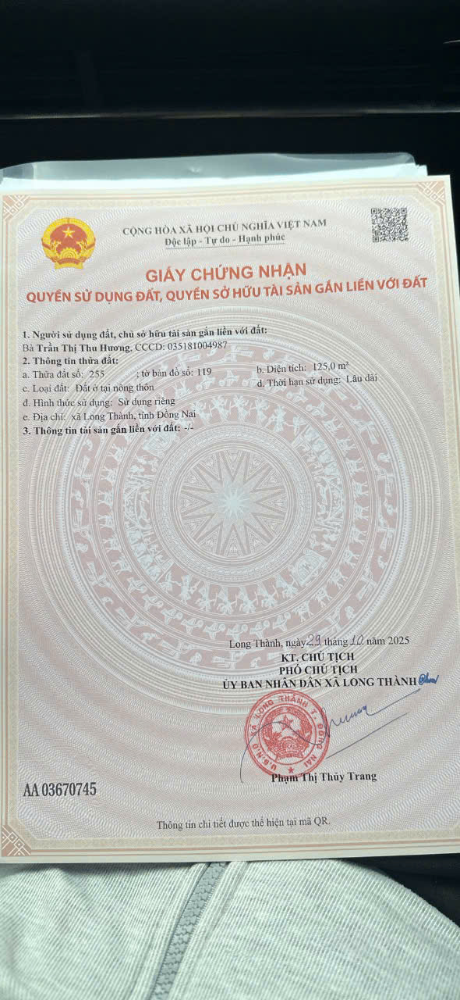 CỘNG HÒA XÃ HỘI CHỦ NGHĨA VIỆT NAM
Độc lập - Tự do - Hạnh phúc
GIẤY CHỨNG NHẬN
QUYỀN SỬ DỤNG ĐẤT, QUYỀN SỞ HỮU TÀI SẢN GẮN LIỀN VỚI ĐẤT
1. Người sử dụng đất, chủ sở hữu tài sản gắn liền với đất:
Bà Trần Thị Thu Hương, CCCD: 035181004987
2. Thông tin thửa đất:
a. Thửa đất số: 255 ; tờ bản đồ số: 119 b. Diện tích: 125,0 m²
c. Loại đất: Đất ở tại nông thôn d. Thời hạn sử dụng: Lâu dài
đ. Hình thức sử dụng: Sử dụng riêng
e. Địa chỉ: xã Long Thành, tỉnh Đồng Nai
3. Thông tin tài sản gắn liền với đất: -/-
Long Thành, ngày 29 tháng 10 năm 2025
KT. CHỦ TỊCH
PHÓ CHỦ TỊCH
ỦY BAN NHÂN DÂN XÃ LONG THÀNH
U.B.N.D XÃ LONG THÀNH T. ĐỒNG NAI
Phạm Thị Thùy Trang
AA 03670745
Thông tin chi tiết được thể hiện tại mã QR.